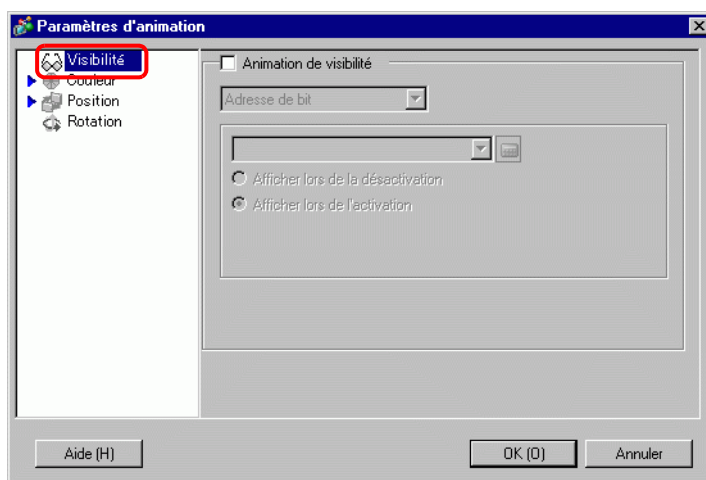 Paramètres d'animation
Visibilité
Couleur
Position
Rotation
Animation de visibilité
Adresse de bit
Afficher lors de la désactivation
Afficher lors de l'activation
Aide (H)
OK (O)
Annuler